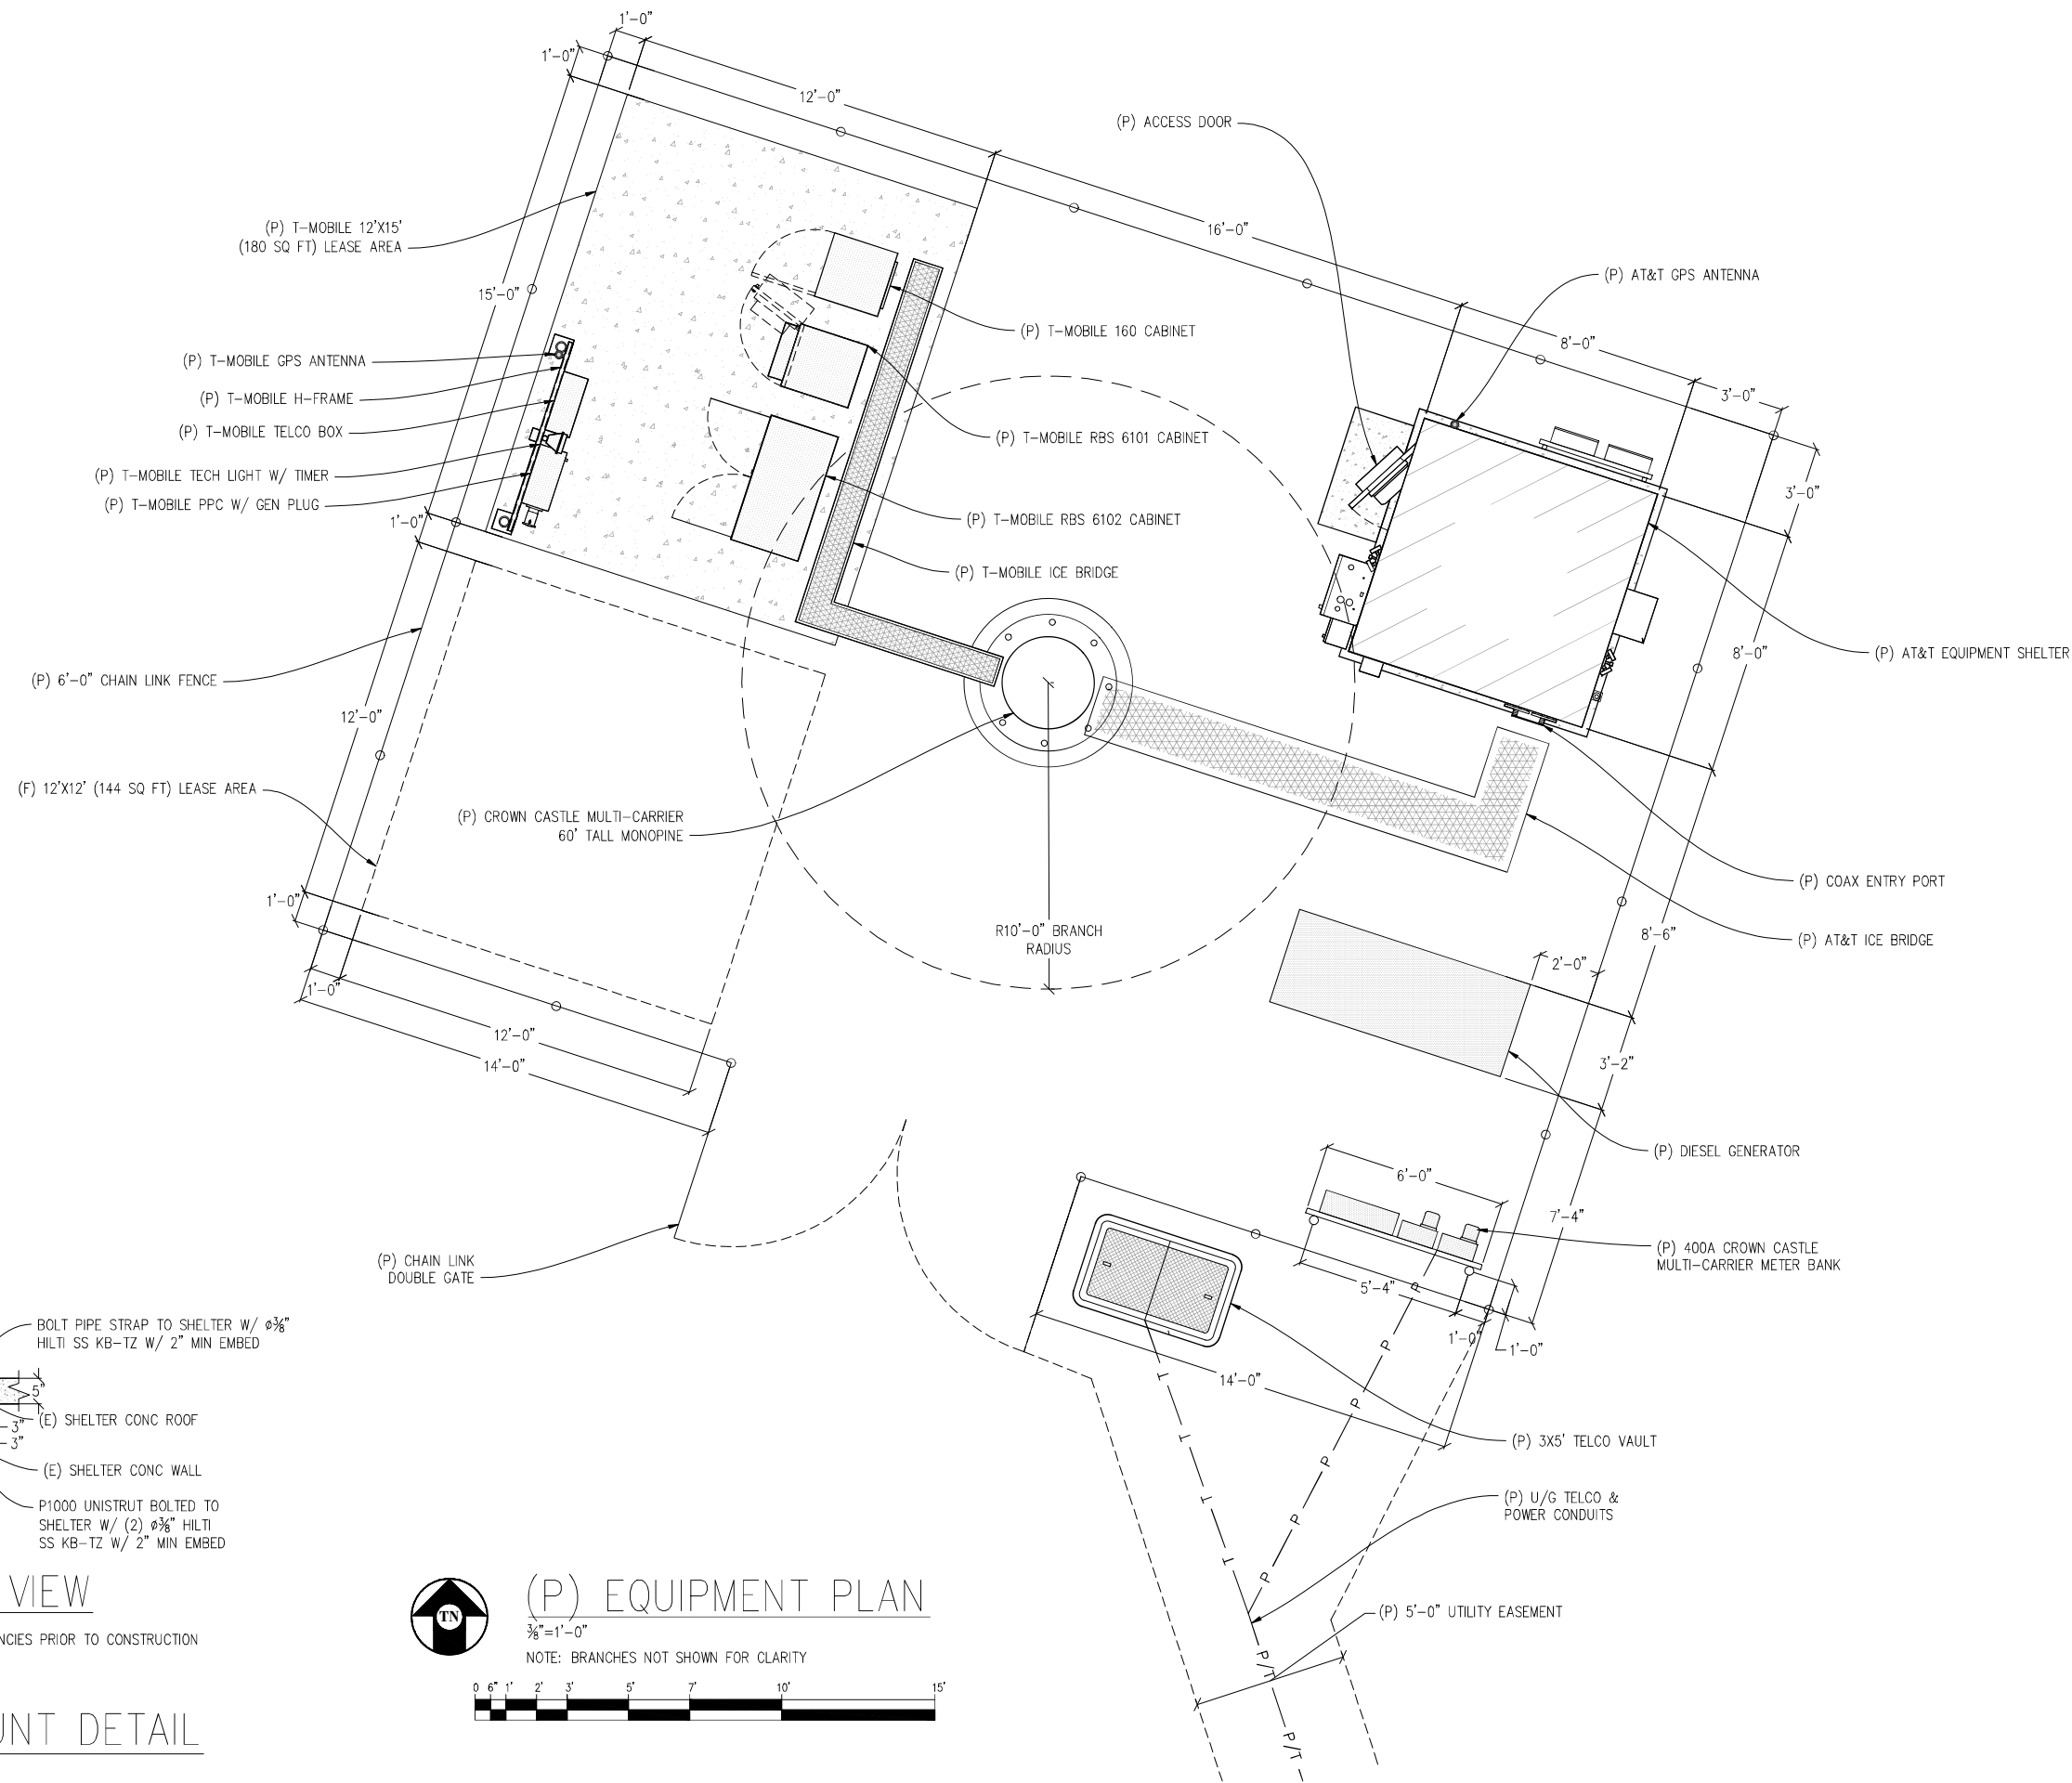 1'-0"
1'-0"
12'-0"
(P) ACCESS DOOR
(P) T-MOBILE 12'X15'
(180 SQ FT) LEASE AREA
16'-0"
(P) AT&T GPS ANTENNA
15'-0"
(P) T-MOBILE 160 CABINET
8'-0"
(P) T-MOBILE GPS ANTENNA
3'-0"
(P) T-MOBILE H-FRAME
(P) T-MOBILE TELCO BOX
(P) T-MOBILE RBS 6101 CABINET
(P) T-MOBILE TECH LIGHT W/ TIMER
3'-0"
(P) T-MOBILE PPC W/ GEN PLUG
1'-0"
(P) T-MOBILE RBS 6102 CABINET
(P) T-MOBILE ICE BRIDGE
8'-0"
(P) AT&T EQUIPMENT SHELTER
(P) 6'-0" CHAIN LINK FENCE
12'-0"
(F) 12'X12' (144 SQ FT) LEASE AREA
(P) CROWN CASTLE MULTI-CARRIER
60' TALL MONOPINE
(P) COAX ENTRY PORT
1'-0"
R10'-0" BRANCH
RADIUS
8'-6"
(P) AT&T ICE BRIDGE
2'-0"
1'-0"
12'-0"
14'-0"
3'-2"
(P) DIESEL GENERATOR
6'-0"
7'-4"
(P) 400A CROWN CASTLE
MULTI-CARRIER METER BANK
(P) CHAIN LINK
DOUBLE GATE
5'-4"
P
1'-0"
1'-0"
P
14'-0"
T
P
T
P
(P) 3X5' TELCO VAULT
T
(P) U/G TELCO &
POWER CONDUITS
P
T
P
P
(P) 5'-0" UTILITY EASEMENT
P/T
P/T
BOLT PIPE STRAP TO SHELTER W/ ø⅜"
HILTI SS KB-TZ W/ 2" MIN EMBED
5"
(E) SHELTER CONC ROOF
-3"
-3"
(E) SHELTER CONC WALL
P1000 UNISTRUT BOLTED TO
SHELTER W/ (2) ø⅜" HILTI
SS KB-TZ W/ 2" MIN EMBED
VIEW
NCIES PRIOR TO CONSTRUCTION
UNT DETAIL
TN
(P) EQUIPMENT PLAN
⅜"=1'-0"
NOTE: BRANCHES NOT SHOWN FOR CLARITY
0 6" 1' 2' 3' 5' 7' 10' 15'